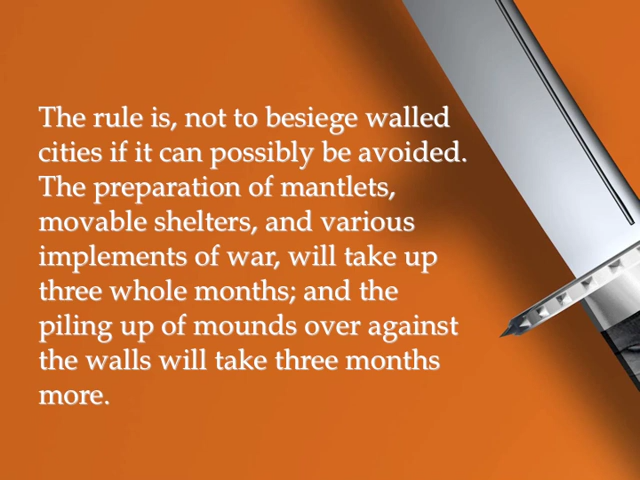 The rule is, not to besiege walled
cities if it can possibly be avoided.
The preparation of mantlets,
movable shelters, and various
implements of war, will take up
three whole months; and the
piling up of mounds over against
the walls will take three months
more.